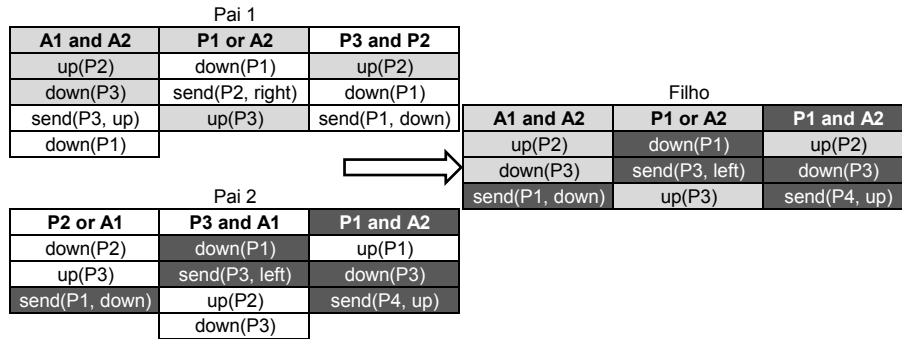 Pai 1
A1 and A2 P1 or A2 P3 and P2
up(P2) down(P1) up(P2)
down(P3) send(P2, right) down(P1)
send(P3, up) up(P3) send(P1, down)
down(P1)
Pai 2
P2 or A1 P3 and A1 P1 and A2
down(P2) down(P1) up(P1)
up(P3) send(P3, left) down(P3)
send(P1, down) up(P2) send(P4, up)
down(P3)
Filho
A1 and A2 P1 or A2 P1 and A2
up(P2) down(P1) up(P2)
down(P3) send(P3, left) down(P3)
send(P1, down) up(P3) send(P4, up)